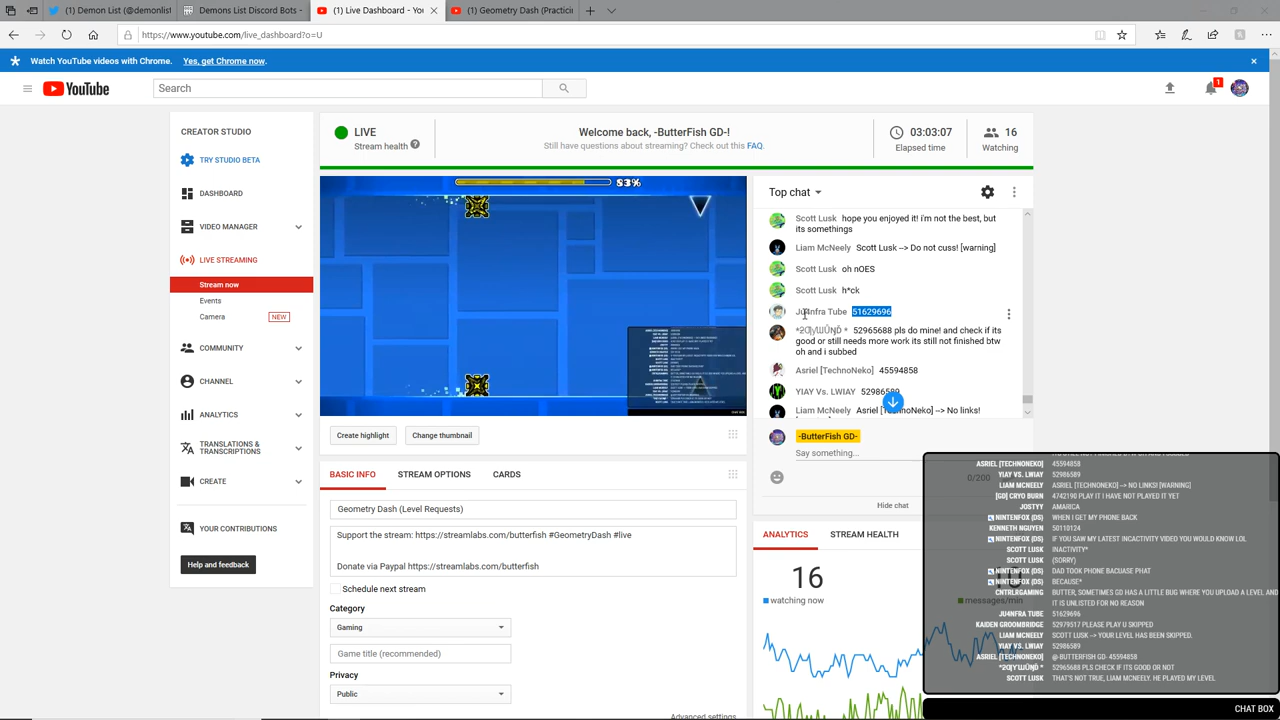 (1) Demon List (@demonlist
Demons List Discord Bots -
(1) Live Dashboard - You
(1) Geometry Dash (Practic
https://www.youtube.com/live_dashboard?o=U
Watch YouTube videos with Chrome. Yes, get Chrome now.
YouTube
Search
1
CREATOR STUDIO
TRY STUDIO BETA
DASHBOARD
VIDEO MANAGER
LIVE STREAMING
Stream now
Events
Camera NEW
COMMUNITY
CHANNEL
ANALYTICS
TRANSLATIONS &
TRANSCRIPTIONS
CREATE
YOUR CONTRIBUTIONS
Help and feedback
LIVE
Stream health
Welcome back, -ButterFish GD-!
Still have questions about streaming? Check out this FAQ.
03:03:07
Elapsed time
16
Watching
83%
Create highlight
Change thumbnail
BASIC INFO
STREAM OPTIONS
CARDS
Geometry Dash (Level Requests)
Support the stream: https://streamlabs.com/butterfish #GeometryDash #live
Donate via Paypal https://streamlabs.com/butterfish
Schedule next stream
Category
Gaming
Game title (recommended)
Privacy
Public
Advanced settings
Top chat
Scott Lusk hope you enjoyed it! i'm not the best, but
its somethings
Liam McNeely Scott Lusk --> Do not cuss! [warning]
Scott Lusk oh nOES
Scott Lusk h*ck
Ju4nfra Tube 51629696
52965688 pls do mine! and check if its
good or still needs more work its still not finished btw
oh and i subbed
Asriel [TechnoNeko] 45594858
YIAY Vs. LWIAY 52986589
Liam McNeely Asriel [TechnoNeko] --> No links!
-ButterFish GD-
Say something...
0/200
Hide chat
ANALYTICS
STREAM HEALTH
16
watching now
messages/min
ASRIEL [TECHNONEKO] 45594858
YIAY VS. LWIAY 52986589
LIAM MCNEELY ASRIEL [TECHNONEKO] --> NO LINKS! [WARNING]
[GD] CRYO BURN 4742190 PLAY IT I HAVE NOT PLAYED IT YET
JOSTYY AMARICA
NINTENFOX (DS) WHEN I GET MY PHONE BACK
KENNETH NGUYEN 50110124
NINTENFOX (DS) IF YOU SAW MY LATEST INCACTIVITY VIDEO YOU WOULD KNOW LOL
SCOTT LUSK INACTIVITY*
SCOTT LUSK (SORRY)
NINTENFOX (DS) DAD TOOK PHONE BACUASE PHAT
NINTENFOX (DS) BECAUSE*
CNTRLRGAMING BUTTER, SOMETIMES GD HAS A LITTLE BUG WHERE YOU UPLOAD A LEVEL AND
IT IS UNLISTED FOR NO REASON
JU4NFRA TUBE 51629696
KAIDEN GROOMBRIDGE 52979517 PLEASE PLAY U SKIPPED
LIAM MCNEELY SCOTT LUSK --> YOUR LEVEL HAS BEEN SKIPPED.
YIAY VS. LWIAY 52986589
ASRIEL [TECHNONEKO] @-BUTTERFISH GD- 45594858
52965688 PLS CHECK IF ITS GOOD OR NOT
SCOTT LUSK THAT'S NOT TRUE, LIAM MCNEELY. HE PLAYED MY LEVEL
CHAT BOX